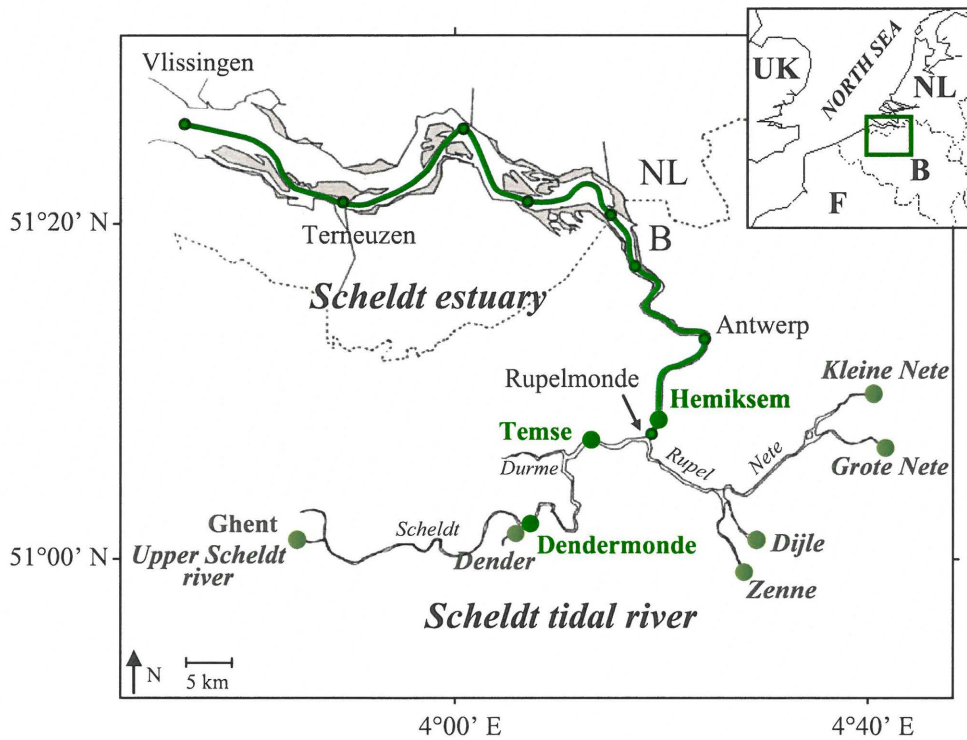 Vlissingen
UK
NORTH SEA
NL
B
F
NL
B
51°20’ N
Terneuzen
Scheldt estuary
Antwerp
Rupelmonde
Kleine Nete
Hemiksem
Temse
Durme
Rupel
Nete
Grote Nete
Ghent
Scheldt
51°00’ N
Upper Scheldt
river
Dender
Dendermonde
Dijle
Zenne
Scheldt tidal river
N
5 km
4°00’ E
4°40’ E